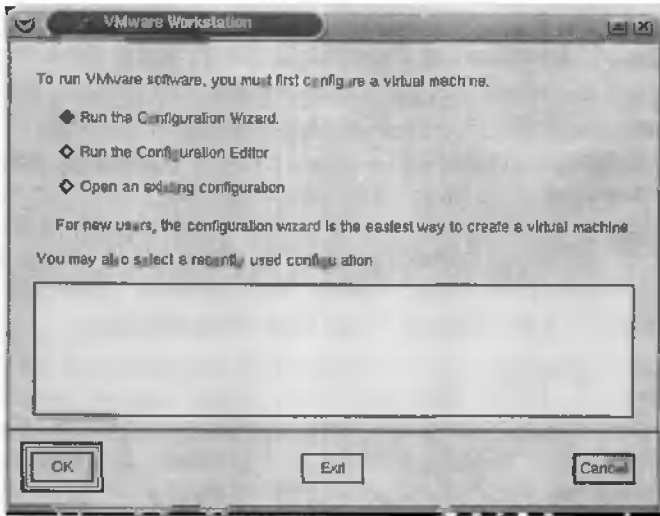 VMware Workstation
To run VMware software, you must first configure a virtual machine.
Run the Configuration Wizard.
Run the Configuration Editor
Open an existing configuration
For new users, the configuration wizard is the easiest way to create a virtual machine
You may also select a recently used configuration
OK
Exit
Cancel